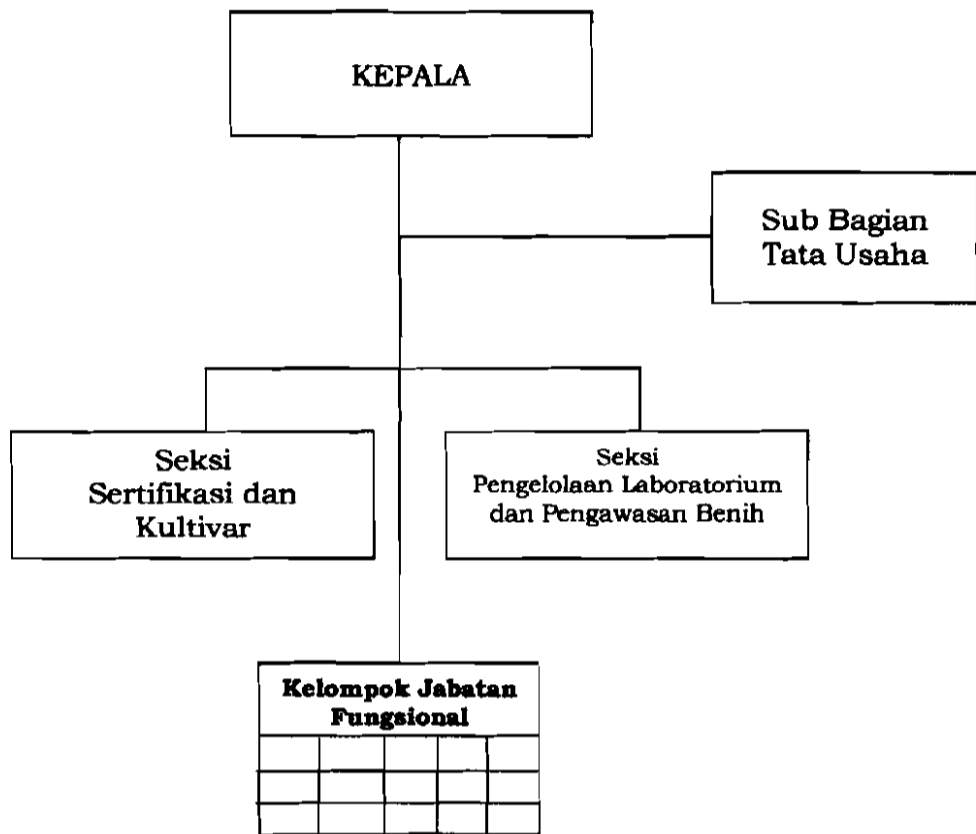 KEPALA
Sub Bagian
Tata Usaha
Seksi
Sertifikasi dan
Kultivar
Seksi
Pengelolaan Laboratorium
dan Pengawasan Benih
Kelompok Jabatan
Fungsional